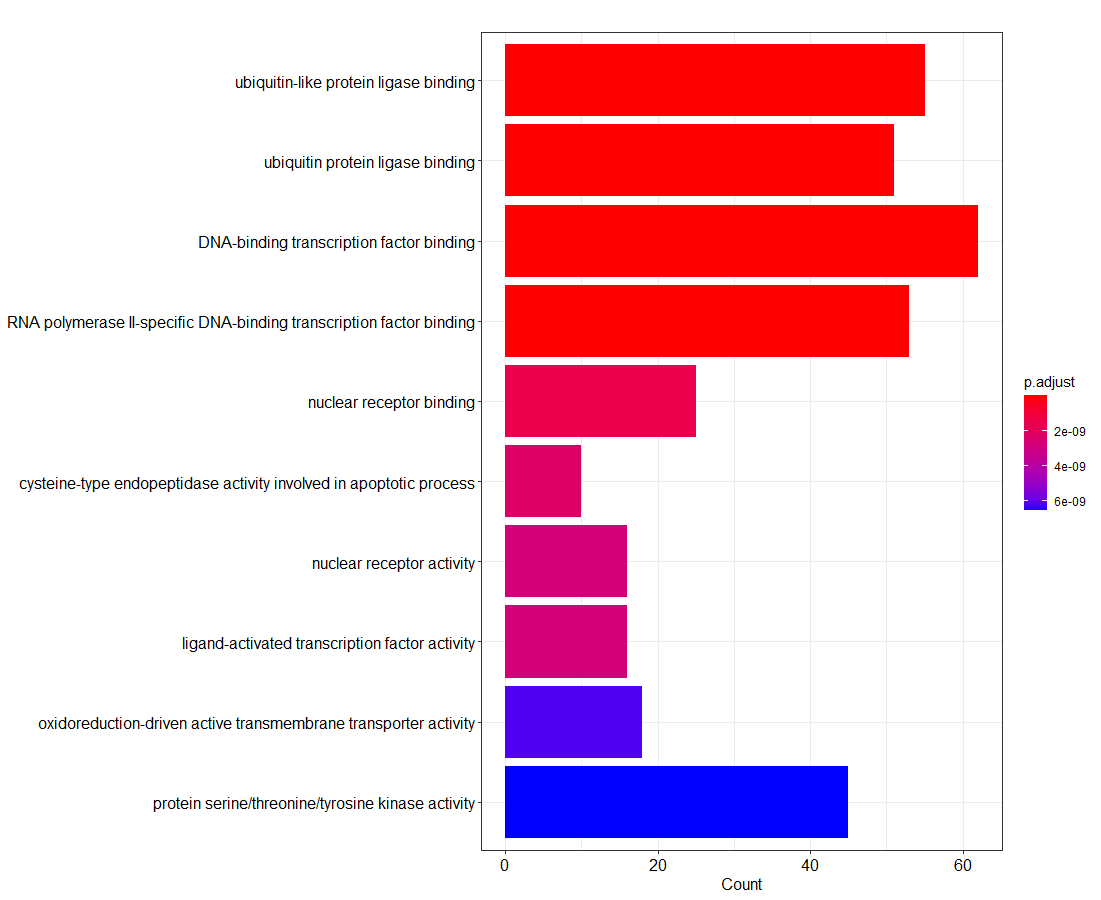 ubiquitin-like protein ligase binding
ubiquitin protein ligase binding
DNA-binding transcription factor binding
RNA polymerase II-specific DNA-binding transcription factor binding
nuclear receptor binding
cysteine-type endopeptidase activity involved in apoptotic process
nuclear receptor activity
ligand-activated transcription factor activity
oxidoreduction-driven active transmembrane transporter activity
protein serine/threonine/tyrosine kinase activity
0 20 40 60
Count
p.adjust
2e-09
4e-09
6e-09